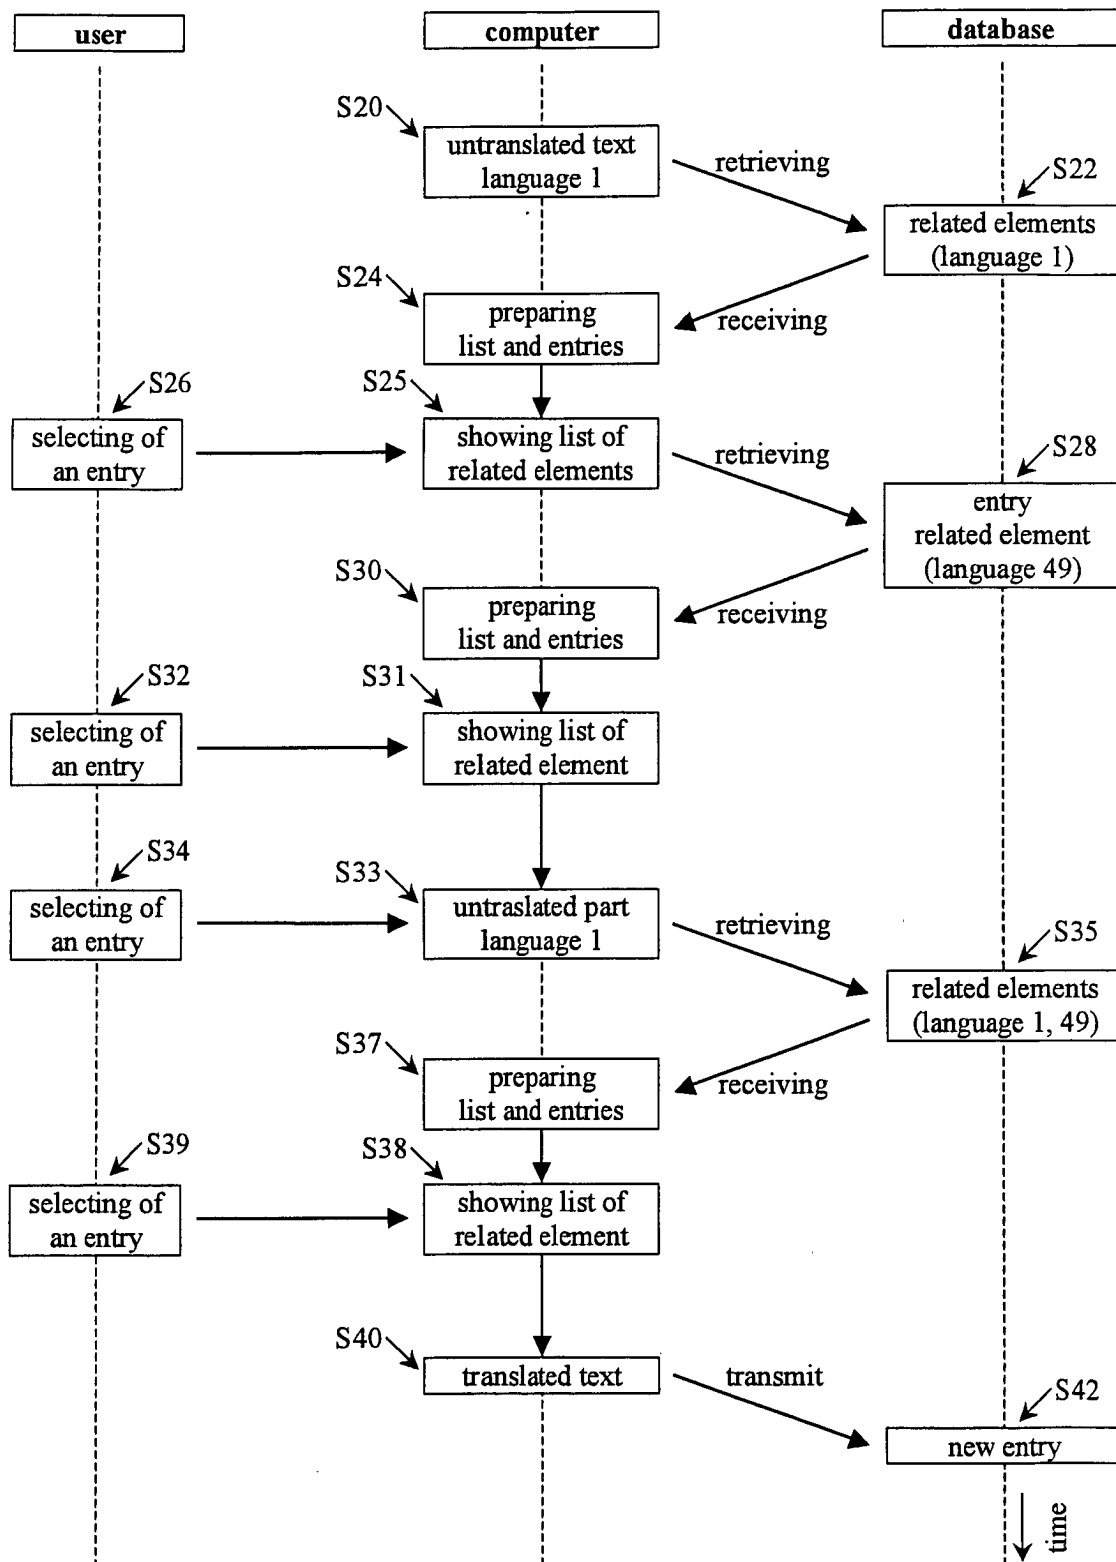 user
computer
database
S20
untranslated text
language 1
retrieving
S22
related elements
(language 1)
S24
preparing
list and entries
receiving
S26
S25
selecting of
an entry
showing list of
related elements
retrieving
S28
entry
related element
(language 49)
S30
preparing
list and entries
receiving
S32
S31
selecting of
an entry
showing list of
related element
S34
S33
selecting of
an entry
untraslated part
language 1
retrieving
S35
related elements
(language 1, 49)
S37
preparing
list and entries
receiving
S39
S38
selecting of
an entry
showing list of
related element
S40
translated text
transmit
S42
new entry
time